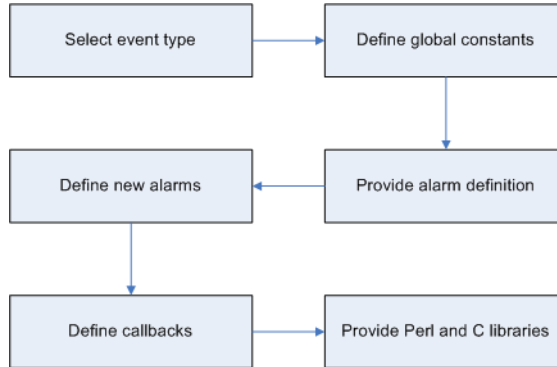 Select event type
Define global constants
Provide alarm definition
Define new alarms
Define callbacks
Provide Perl and C libraries